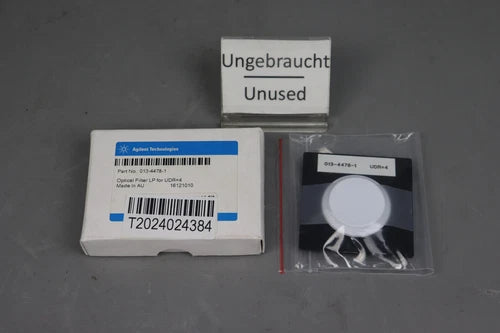 Ungebraucht
Unused
Agilent Technologies
Part No. 013-4478-1
Optical Filter LP for UDR×4
Made in AU 16121010
T2024024384
013-4478-1 UDR×4